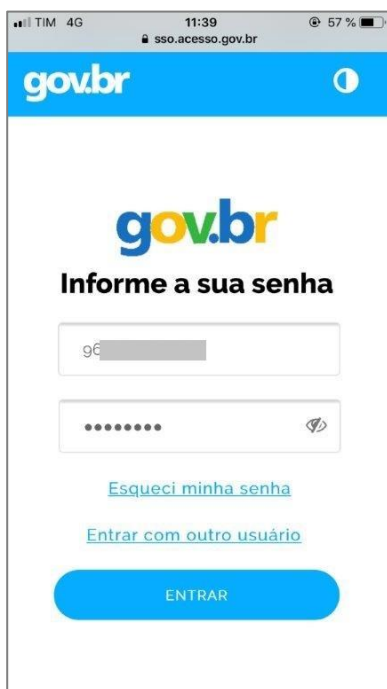 TIM 4G 11:39 57 %
sso.acesso.gov.br
gov.br
gov.br
Informe a sua senha
96
••••••••
Esqueci minha senha
Entrar com outro usuário
ENTRAR